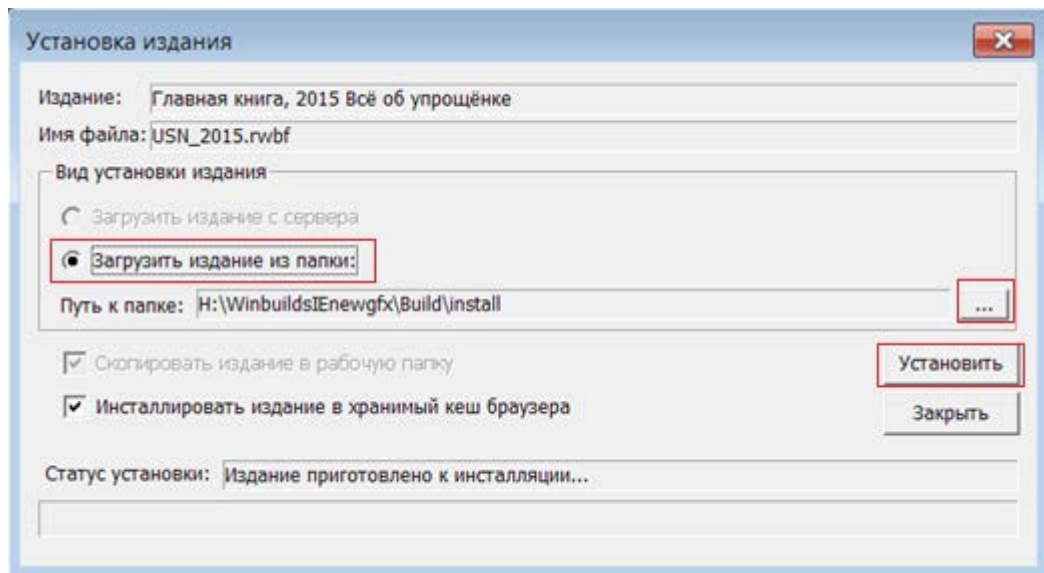 Установка издания
Издание: Главная книга, 2015 Всё об упрощёнке
Имя файла: USN_2015.rwbf
Вид установки издания
Загрузить издание с сервера
Загрузить издание из папки:
Путь к папке: H:\WinbuildsIEnewgfx\Build\install ...
Скопировать издание в рабочую папку
Установить
Инсталлировать издание в хранимый кеш браузера
Закрыть
Статус установки: Издание приготовлено к инсталляции...